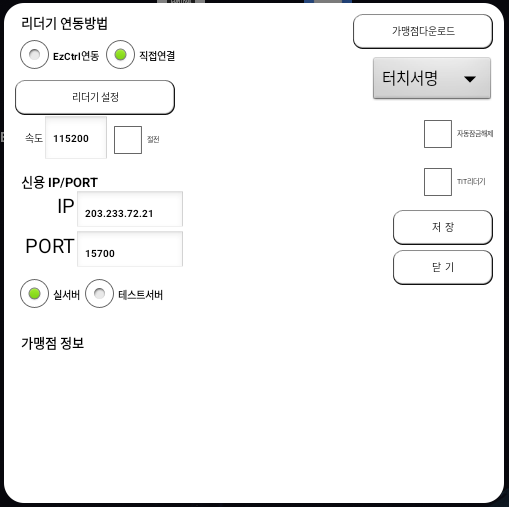 리더기 연동방법
EzCtrl연동 직접연결
리더기 설정
속도 115200 절전
신용 IP/PORT
IP 203.233.72.21
PORT 15700
실서버 테스트서버
가맹점 정보
가맹점다운로드
터치서명
자동잠금해제
TIT리더기
저 장
닫 기